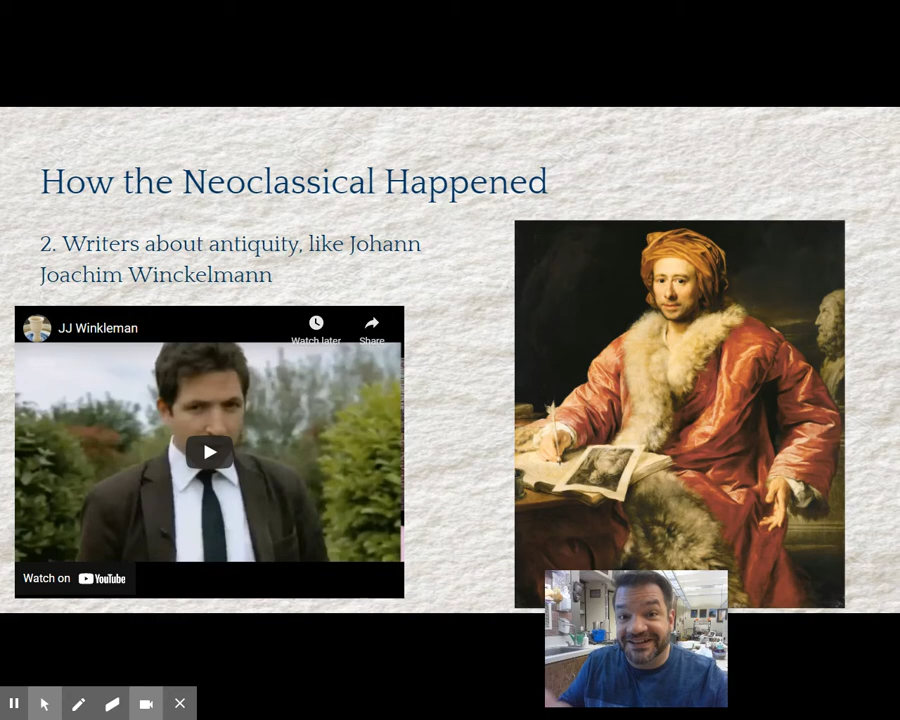 How the Neoclassical Happened
2. Writers about antiquity, like Johann
Joachim Winckelmann
JJ Winkleman
Watch later
Share
Watch on YouTube